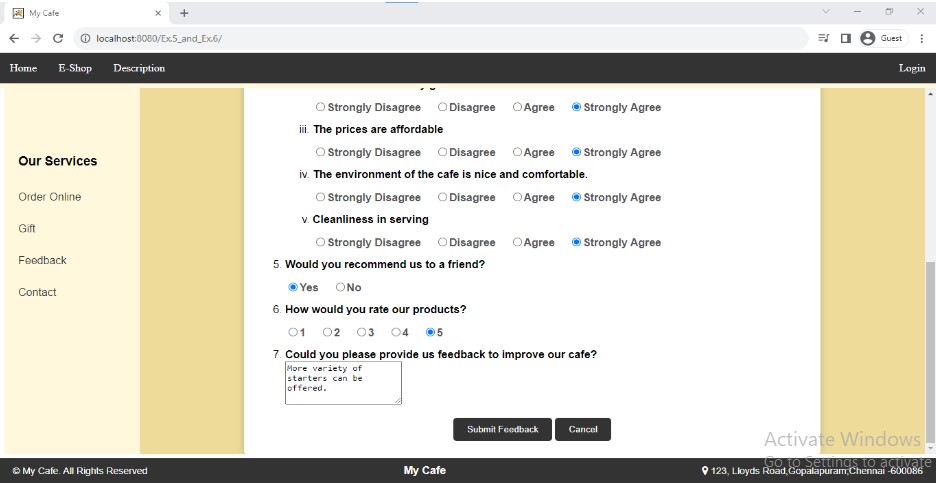 My Cafe
localhost:8080/Ex.5_and_Ex.6/
Guest
Home E-Shop Description Login
Our Services
Order Online
Gift
Feedback
Contact
Strongly Disagree Disagree Agree Strongly Agree
iii. The prices are affordable
Strongly Disagree Disagree Agree Strongly Agree
iv. The environment of the cafe is nice and comfortable.
Strongly Disagree Disagree Agree Strongly Agree
v. Cleanliness in serving
Strongly Disagree Disagree Agree Strongly Agree
5. Would you recommend us to a friend?
Yes No
6. How would you rate our products?
1 2 3 4 5
7. Could you please provide us feedback to improve our cafe?
More variety of
starters can be
offered.
Submit Feedback Cancel
Activate Windows
Go to Settings to activate
© My Cafe. All Rights Reserved My Cafe 123, Lloyds Road,Gopalapuram,Chennai -600086